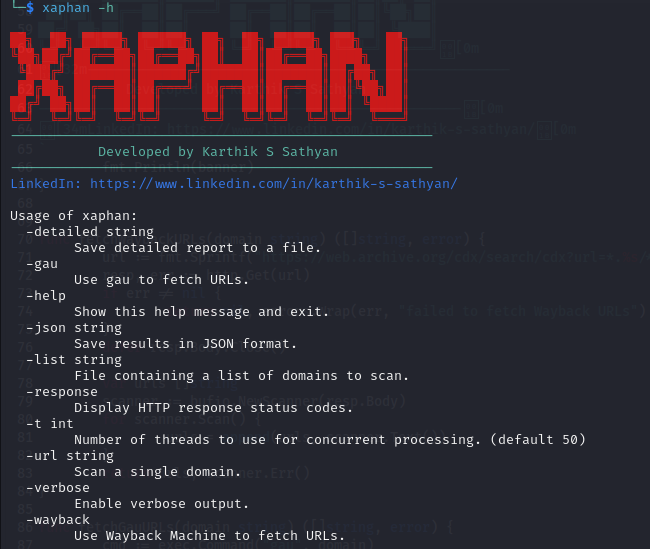 └─$ xaphan -h
XAPHAN
Developed by Karthik S Sathyan
LinkedIn: https://www.linkedin.com/in/karthik-s-sathyan/
Usage of xaphan:
-detailed string
Save detailed report to a file.
-gau
Use gau to fetch URLs.
-help
Show this help message and exit.
-json string
Save results in JSON format.
-list string
File containing a list of domains to scan.
-response
Display HTTP response status codes.
-t int
Number of threads to use for concurrent processing. (default 50)
-url string
Scan a single domain.
-verbose
Enable verbose output.
-wayback
Use Wayback Machine to fetch URLs.